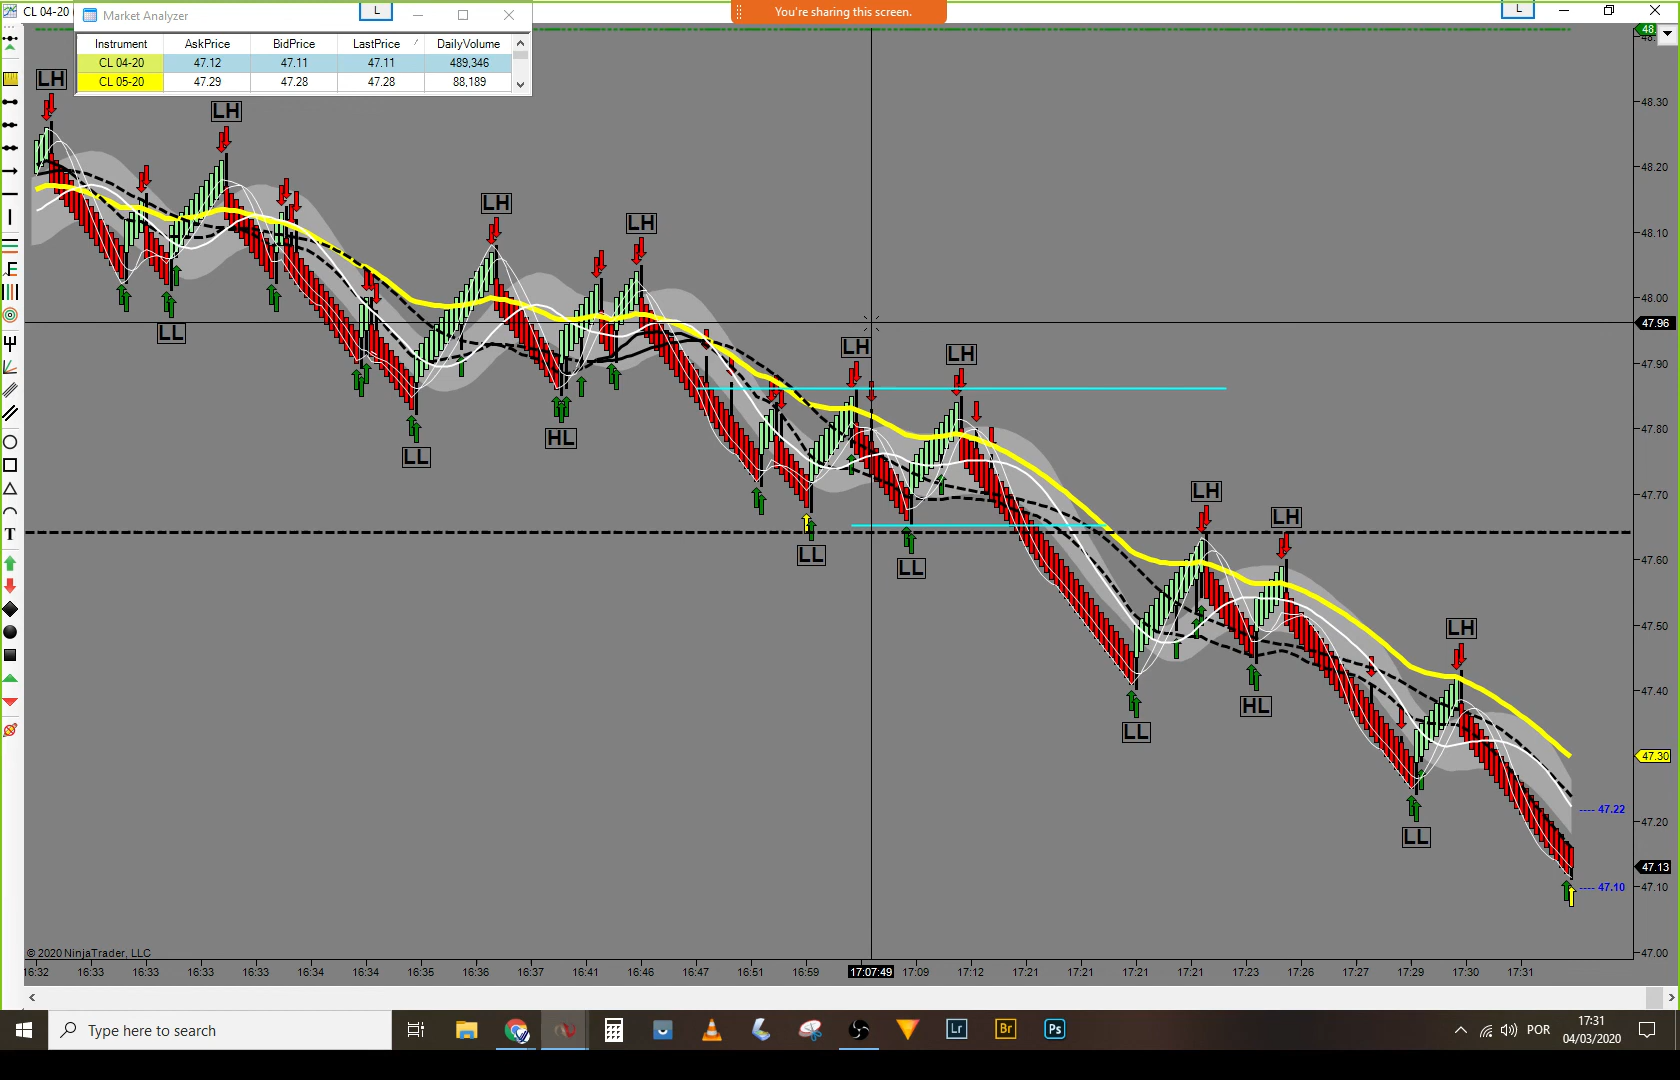 CL 04-20
L
Market Analyzer
You're sharing this screen.
L
Instrument AskPrice BidPrice LastPrice DailyVolume
CL 04-20 47.12 47.11 47.11 489,346
CL 05-20 47.29 47.28 47.28 88,189
48.
LH
48.30
LH
48.20
LH
LH
48.10
48.00
LL
47.96
LH
LH
47.90
HL
47.80
LL
47.70
LH
LH
LL
LL
47.60
LH
47.50
HL
47.40
LL
47.30
47.22
LL
47.20
47.13
47.10
47.10
© 2020 NinjaTrader, LLC
47.00
16:32 16:33 16:33 16:33 16:33 16:34 16:34 16:35 16:36 16:37 16:41 16:46 16:47 16:51 16:59 17:07:49 17:09 17:12 17:21 17:21 17:21 17:21 17:23 17:26 17:27 17:29 17:30 17:31
F
T
Type here to search
Lr
Br
Ps
POR
17:31
04/03/2020